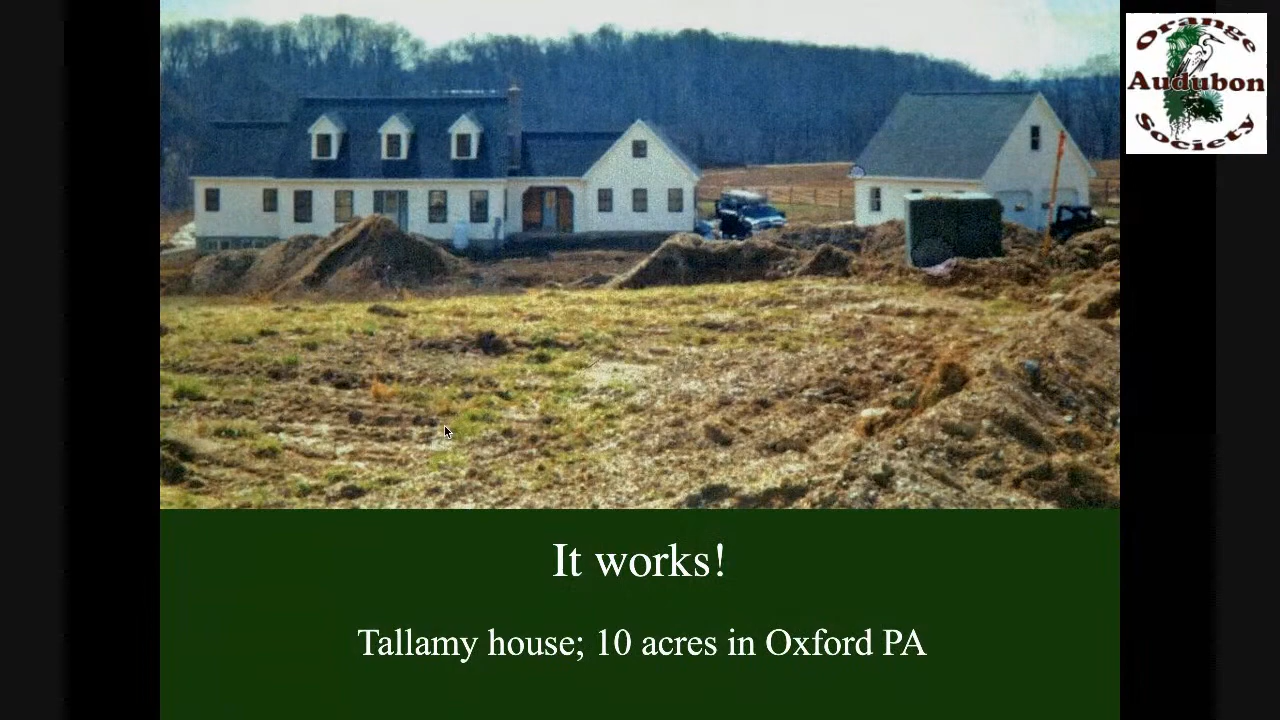 Orange
Audubon
Society
It works!
Tallamy house; 10 acres in Oxford PA